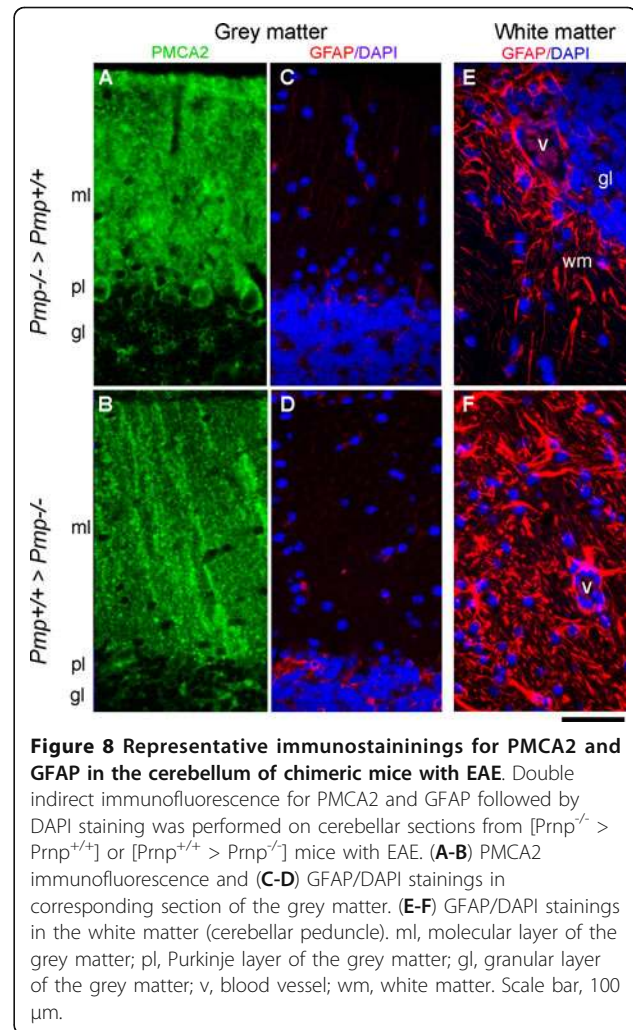 Grey matter
White matter
PMCA2
GFAP/DAPI
GFAP/DAPI
Prnp-/- > Prnp+/+
A
C
E
v
gl
wm
ml
pl
gl
Prnp+/+ > Prnp-/-
B
D
F
v
ml
pl
gl
Figure 8 Representative immunostaininings for PMCA2 and
GFAP in the cerebellum of chimeric mice with EAE. Double
indirect immunofluorescence for PMCA2 and GFAP followed by
DAPI staining was performed on cerebellar sections from [Prnp-/- >
Prnp+/+] or [Prnp+/+ > Prnp-/-] mice with EAE. (A-B) PMCA2
immunofluorescence and (C-D) GFAP/DAPI stainings in
corresponding section of the grey matter. (E-F) GFAP/DAPI stainings
in the white matter (cerebellar peduncle). ml, molecular layer of the
grey matter; pl, Purkinje layer of the grey matter; gl, granular layer
of the grey matter; v, blood vessel; wm, white matter. Scale bar, 100
μm.